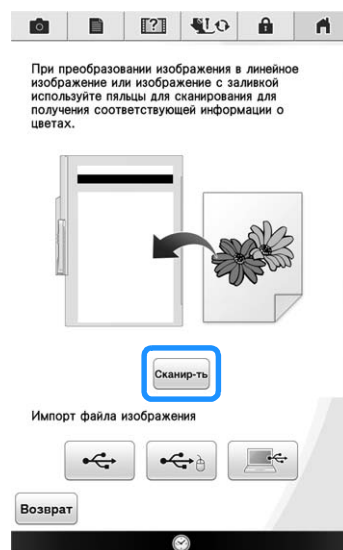 При преобразовании изображения в линейное
изображение или изображение с заливкой
используйте пяльцы для сканирования для
получения соответствующей информации о
цветах.
Сканир-ть
Импорт файла изображения
Возврат